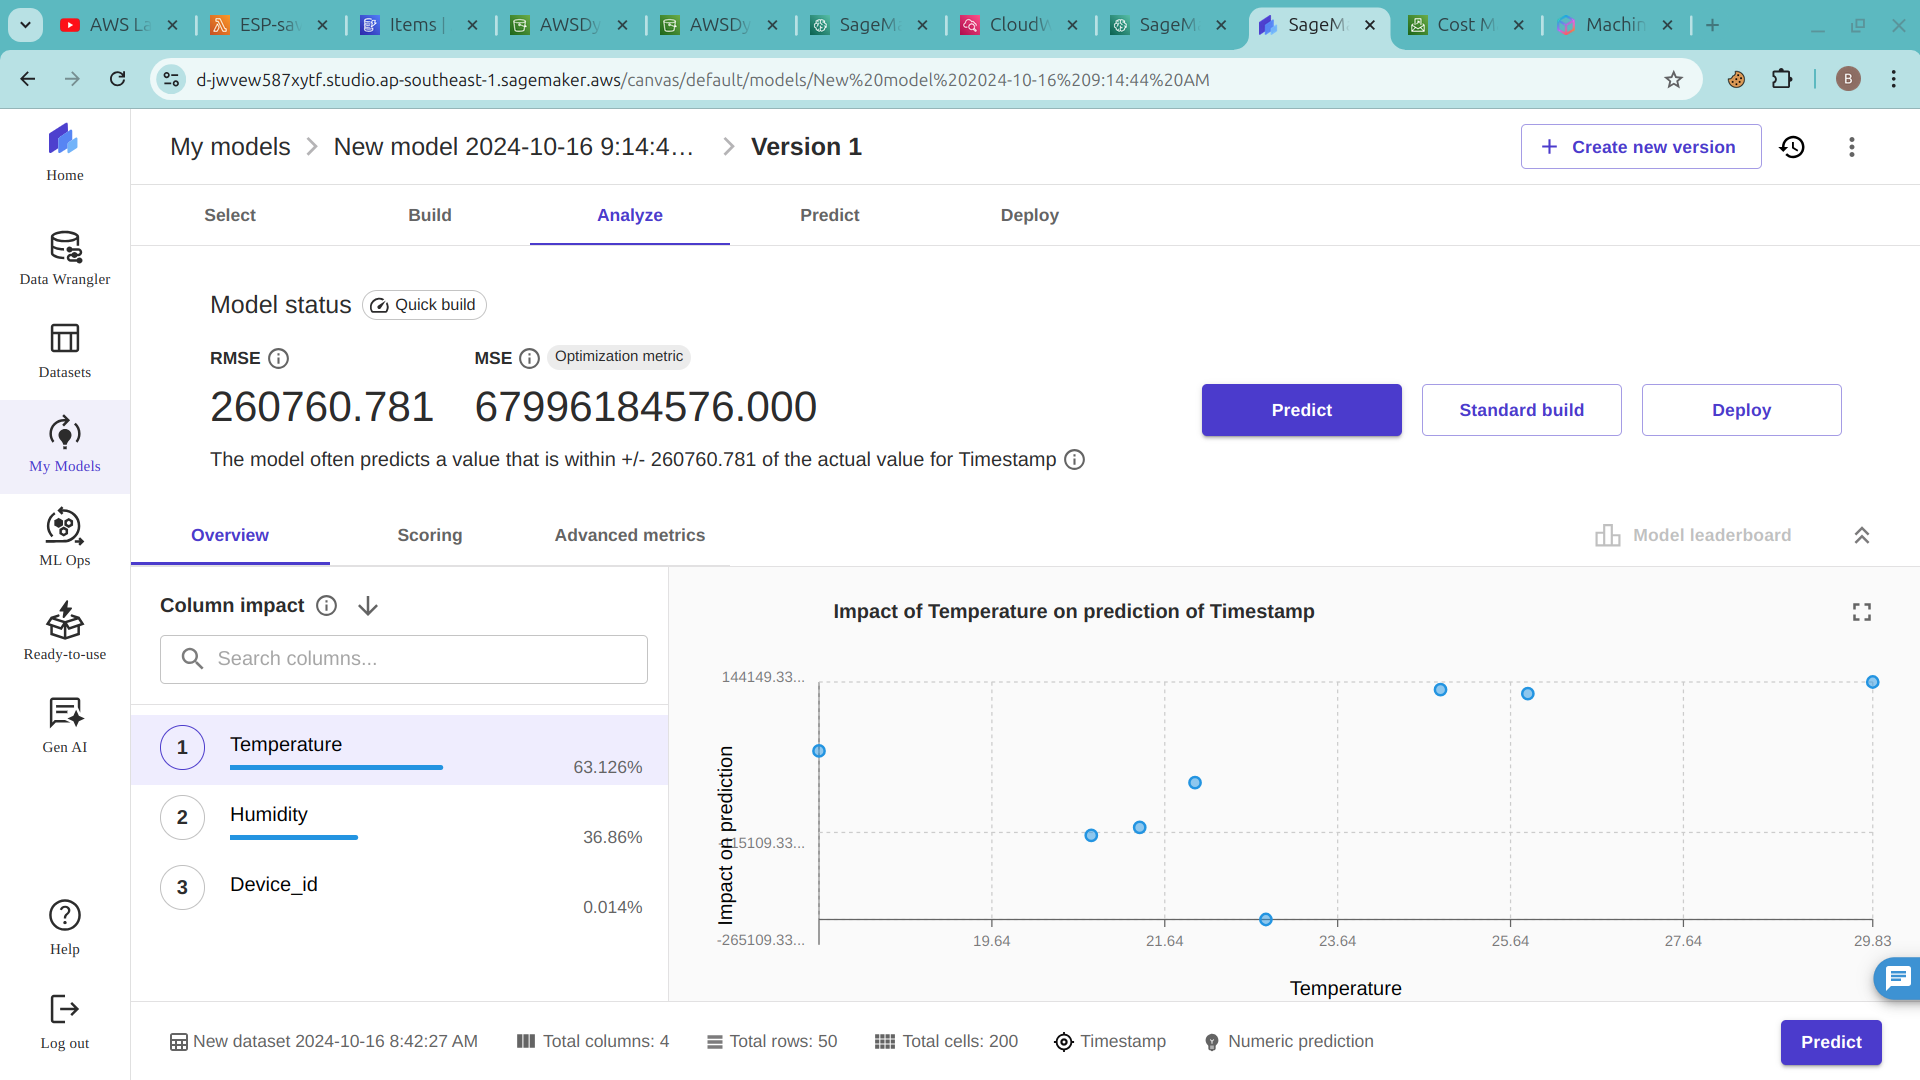 AWS La
ESP-sav
Items |
AWSDy
AWSDy
SageMa
CloudW
SageMa
SageMa
Cost M
Machin
d-jwvew587xytf.studio.ap-southeast-1.sagemaker.aws/canvas/default/models/New%20model%202024-10-16%209:14:44%20AM
B
Home
Data Wrangler
Datasets
My Models
ML Ops
Ready-to-use
Gen AI
Help
Log out
My models > New model 2024-10-16 9:14:4... > Version 1
+ Create new version
Select
Build
Analyze
Predict
Deploy
Model status
Quick build
RMSE
MSE
Optimization metric
260760.781
67996184576.000
Predict
Standard build
Deploy
The model often predicts a value that is within +/- 260760.781 of the actual value for Timestamp
Overview
Scoring
Advanced metrics
Model leaderboard
Column impact
Search columns...
1
Temperature
63.126%
2
Humidity
36.86%
3
Device_id
0.014%
Impact of Temperature on prediction of Timestamp
144149.33...
15109.33...
-265109.33...
Impact on prediction
19.64
21.64
23.64
25.64
27.64
29.83
Temperature
New dataset 2024-10-16 8:42:27 AM
Total columns: 4
Total rows: 50
Total cells: 200
Timestamp
Numeric prediction
Predict